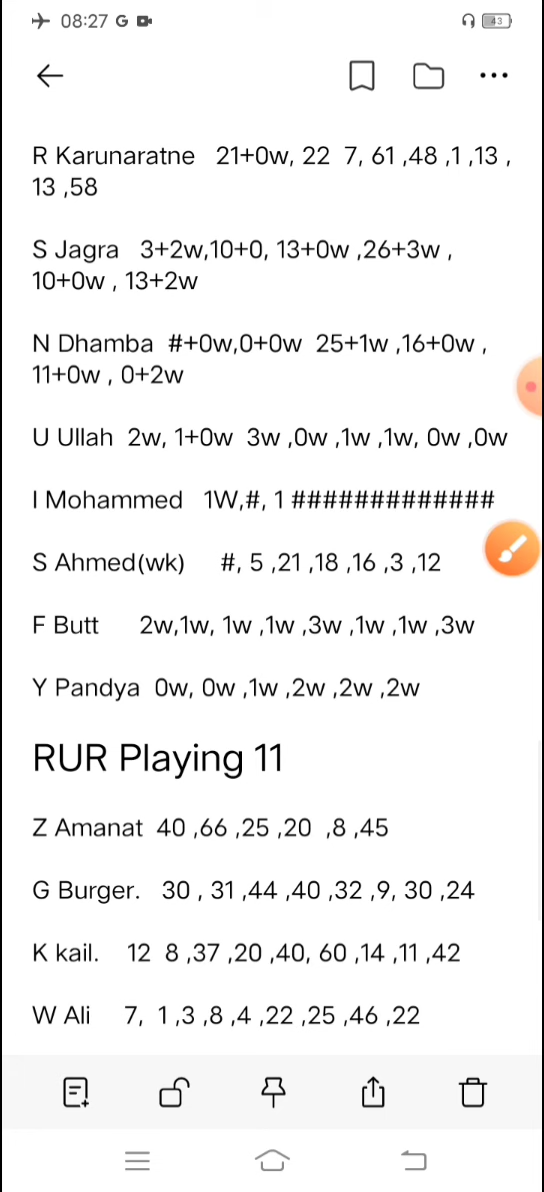 08:27 G
43
R Karunaratne 21+0w, 22 7, 61 ,48 ,1 ,13 ,
13 ,58
S Jagra 3+2w,10+0, 13+0w ,26+3w ,
10+0w , 13+2w
N Dhamba #+0w,0+0w 25+1w ,16+0w ,
11+0w , 0+2w
U Ullah 2w, 1+0w 3w ,0w ,1w ,1w, 0w ,0w
I Mohammed 1W,#, 1 #############
S Ahmed(wk) #, 5 ,21 ,18 ,16 ,3 ,12
F Butt 2w,1w, 1w ,1w ,3w ,1w ,1w ,3w
Y Pandya 0w, 0w ,1w ,2w ,2w ,2w
RUR Playing 11
Z Amanat 40 ,66 ,25 ,20 ,8 ,45
G Burger. 30 , 31 ,44 ,40 ,32 ,9, 30 ,24
K kail. 12 8 ,37 ,20 ,40, 60 ,14 ,11 ,42
W Ali 7, 1 ,3 ,8 ,4 ,22 ,25 ,46 ,22